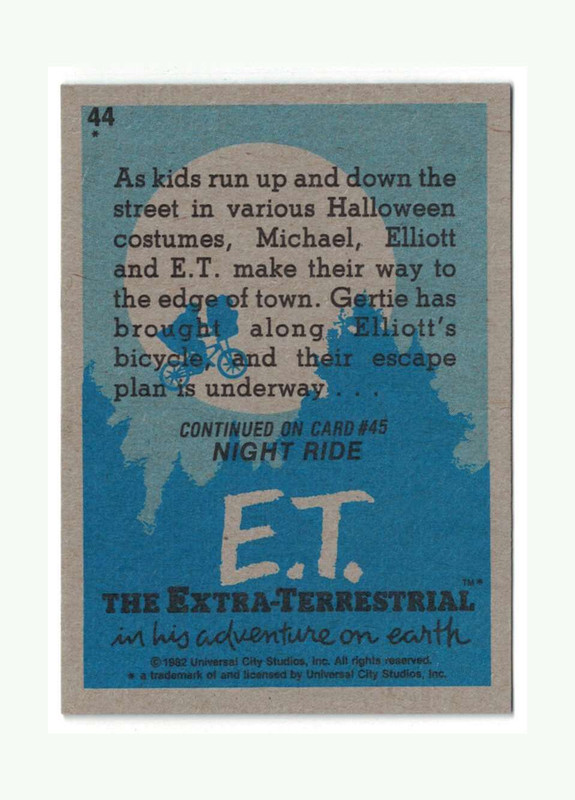 44
*
As kids run up and down the
street in various Halloween
costumes, Michael, Elliott
and E.T. make their way to
the edge of town. Gertie has
brought along Elliott's
bicycle, and their escape
plan is underway . . .
CONTINUED ON CARD #45
NIGHT RIDE
E.T.
TM*
THE EXTRA-TERRESTRIAL
in his adventure on earth
©1982 Universal City Studios, Inc. All rights reserved.
* a trademark of and licensed by Universal City Studios, Inc.